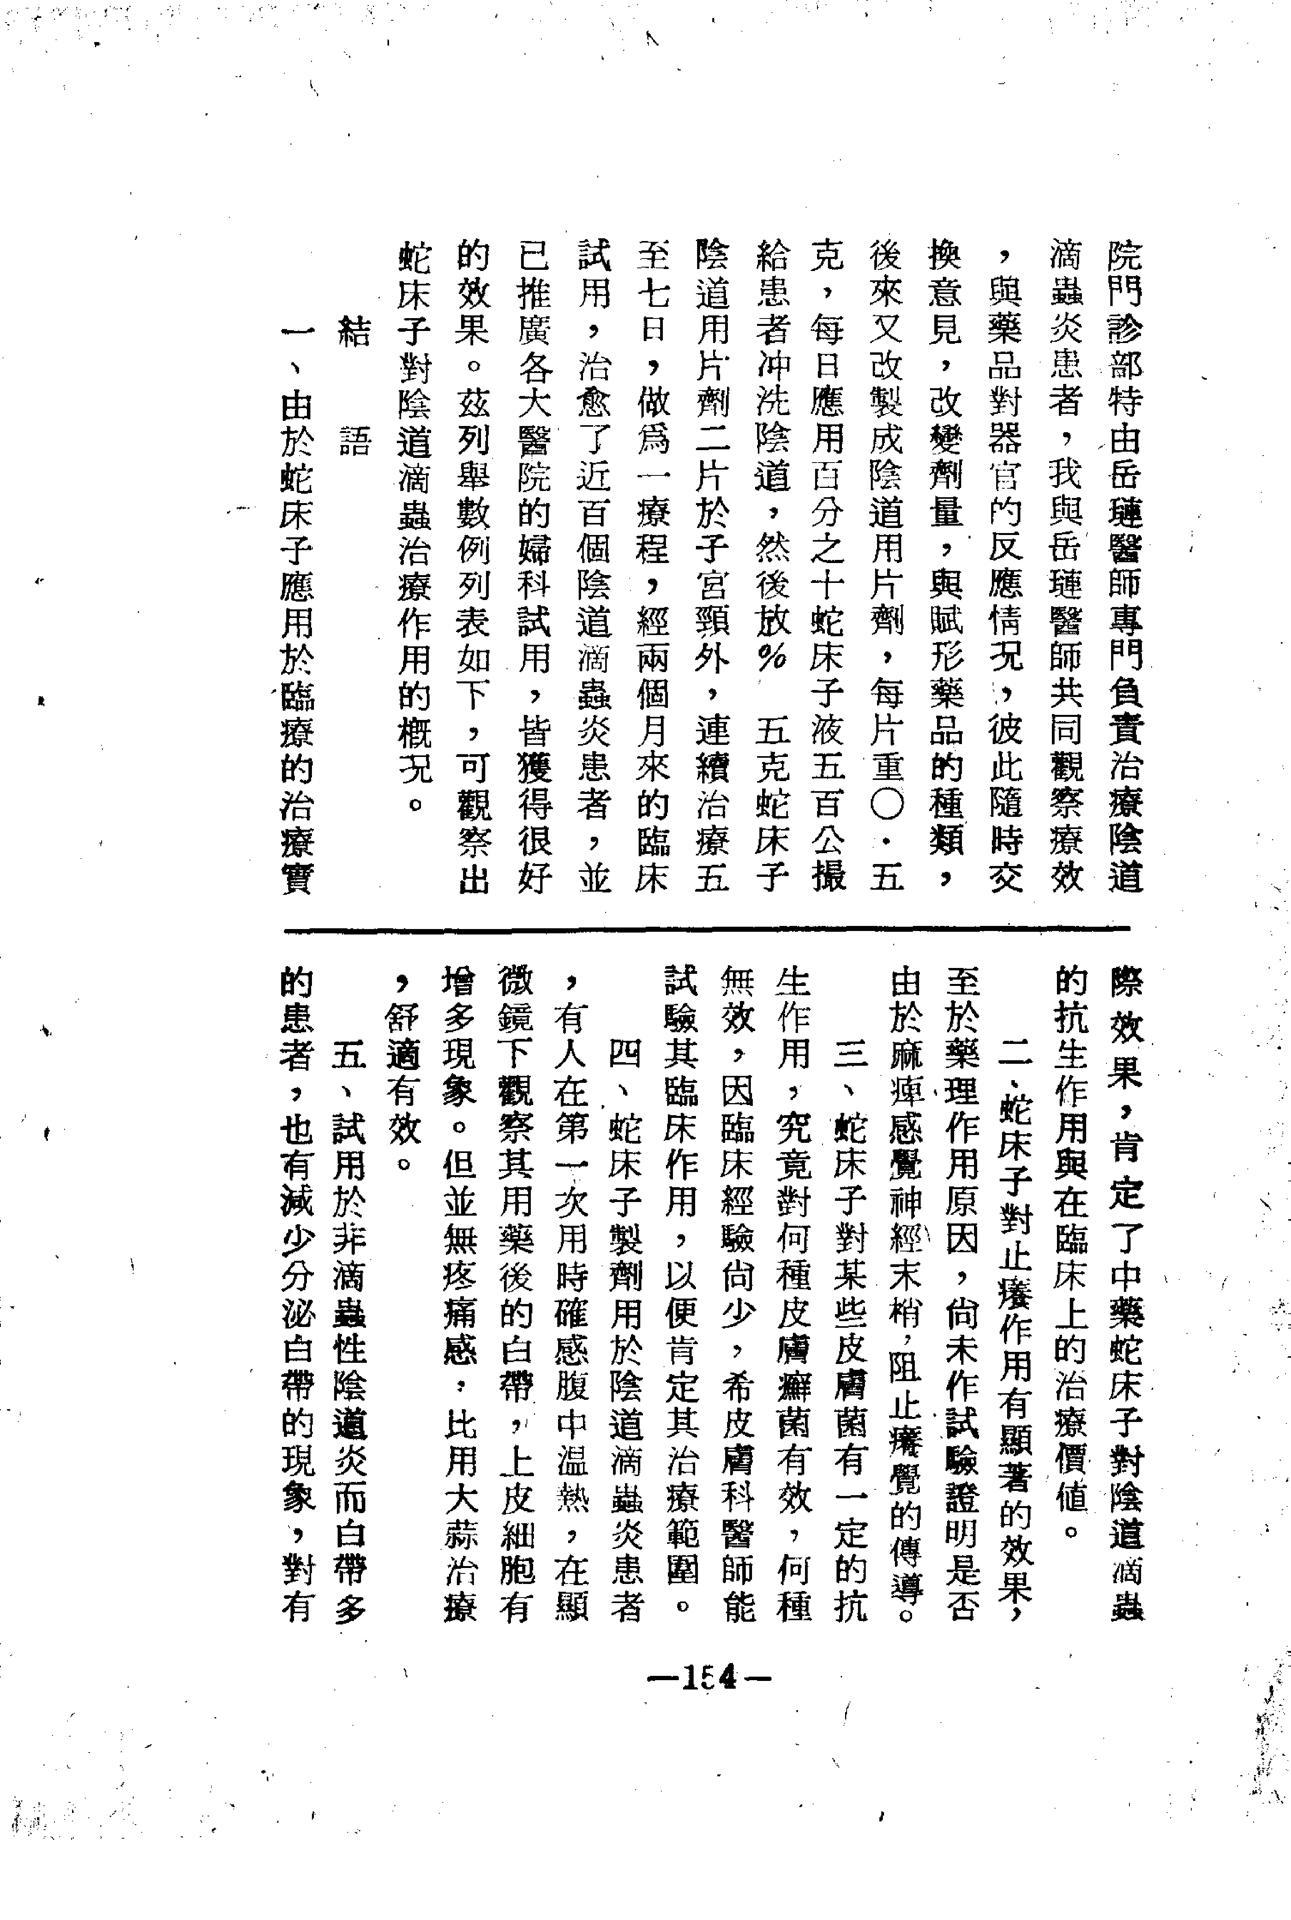 院門診部特由岳璉醫師專門負責治療陰道
滴蟲炎患者，我與岳璉醫師共同觀察療效
，與藥品對器官的反應情況，彼此隨時交
換意見，改變劑量，與賦形藥品的種類，
後來又改製成陰道用片劑，每片重〇．五
克，每日應用百分之十蛇床子液五百公撮
給患者冲洗陰道，然後放% 五克蛇床子
陰道用片劑二片於子宮頸外，連續治療五
至七日，做爲一療程，經兩個月來的臨床
試用，治愈了近百個陰道滴蟲炎患者，並
已推廣各大醫院的婦科試用，皆獲得很好
的效果。茲列舉數例列表如下，可觀察出
蛇床子對陰道滴蟲治療作用的概況。
結語
一、由於蛇床子應用於臨療的治療實
際效果，肯定了中藥蛇床子對陰道滴蟲
的抗生作用與在臨床上的治療價値。
二、蛇床子對止癢作用有顯著的效果，
至於藥理作用原因，尙未作試驗證明是否
由於麻痺感覺神經末梢，阻止癢覺的傳導。
三、蛇床子對某些皮膚菌有一定的抗
生作用，究竟對何種皮膚癬菌有效，何種
無效，因臨床經驗尙少，希皮膚科醫師能
試驗其臨床作用，以便肯定其治療範圍。
四、蛇床子製劑用於陰道滴蟲炎患者
，有人在第一次用時確感腹中溫熱，在顯
微鏡下觀察其用藥後的白帶，上皮細胞有
增多現象。但並無疼痛感，比用大蒜治療
，舒適有效。
五、試用於非滴蟲性陰道炎而白帶多
的患者，也有減少分泌白帶的現象，對有
—154—